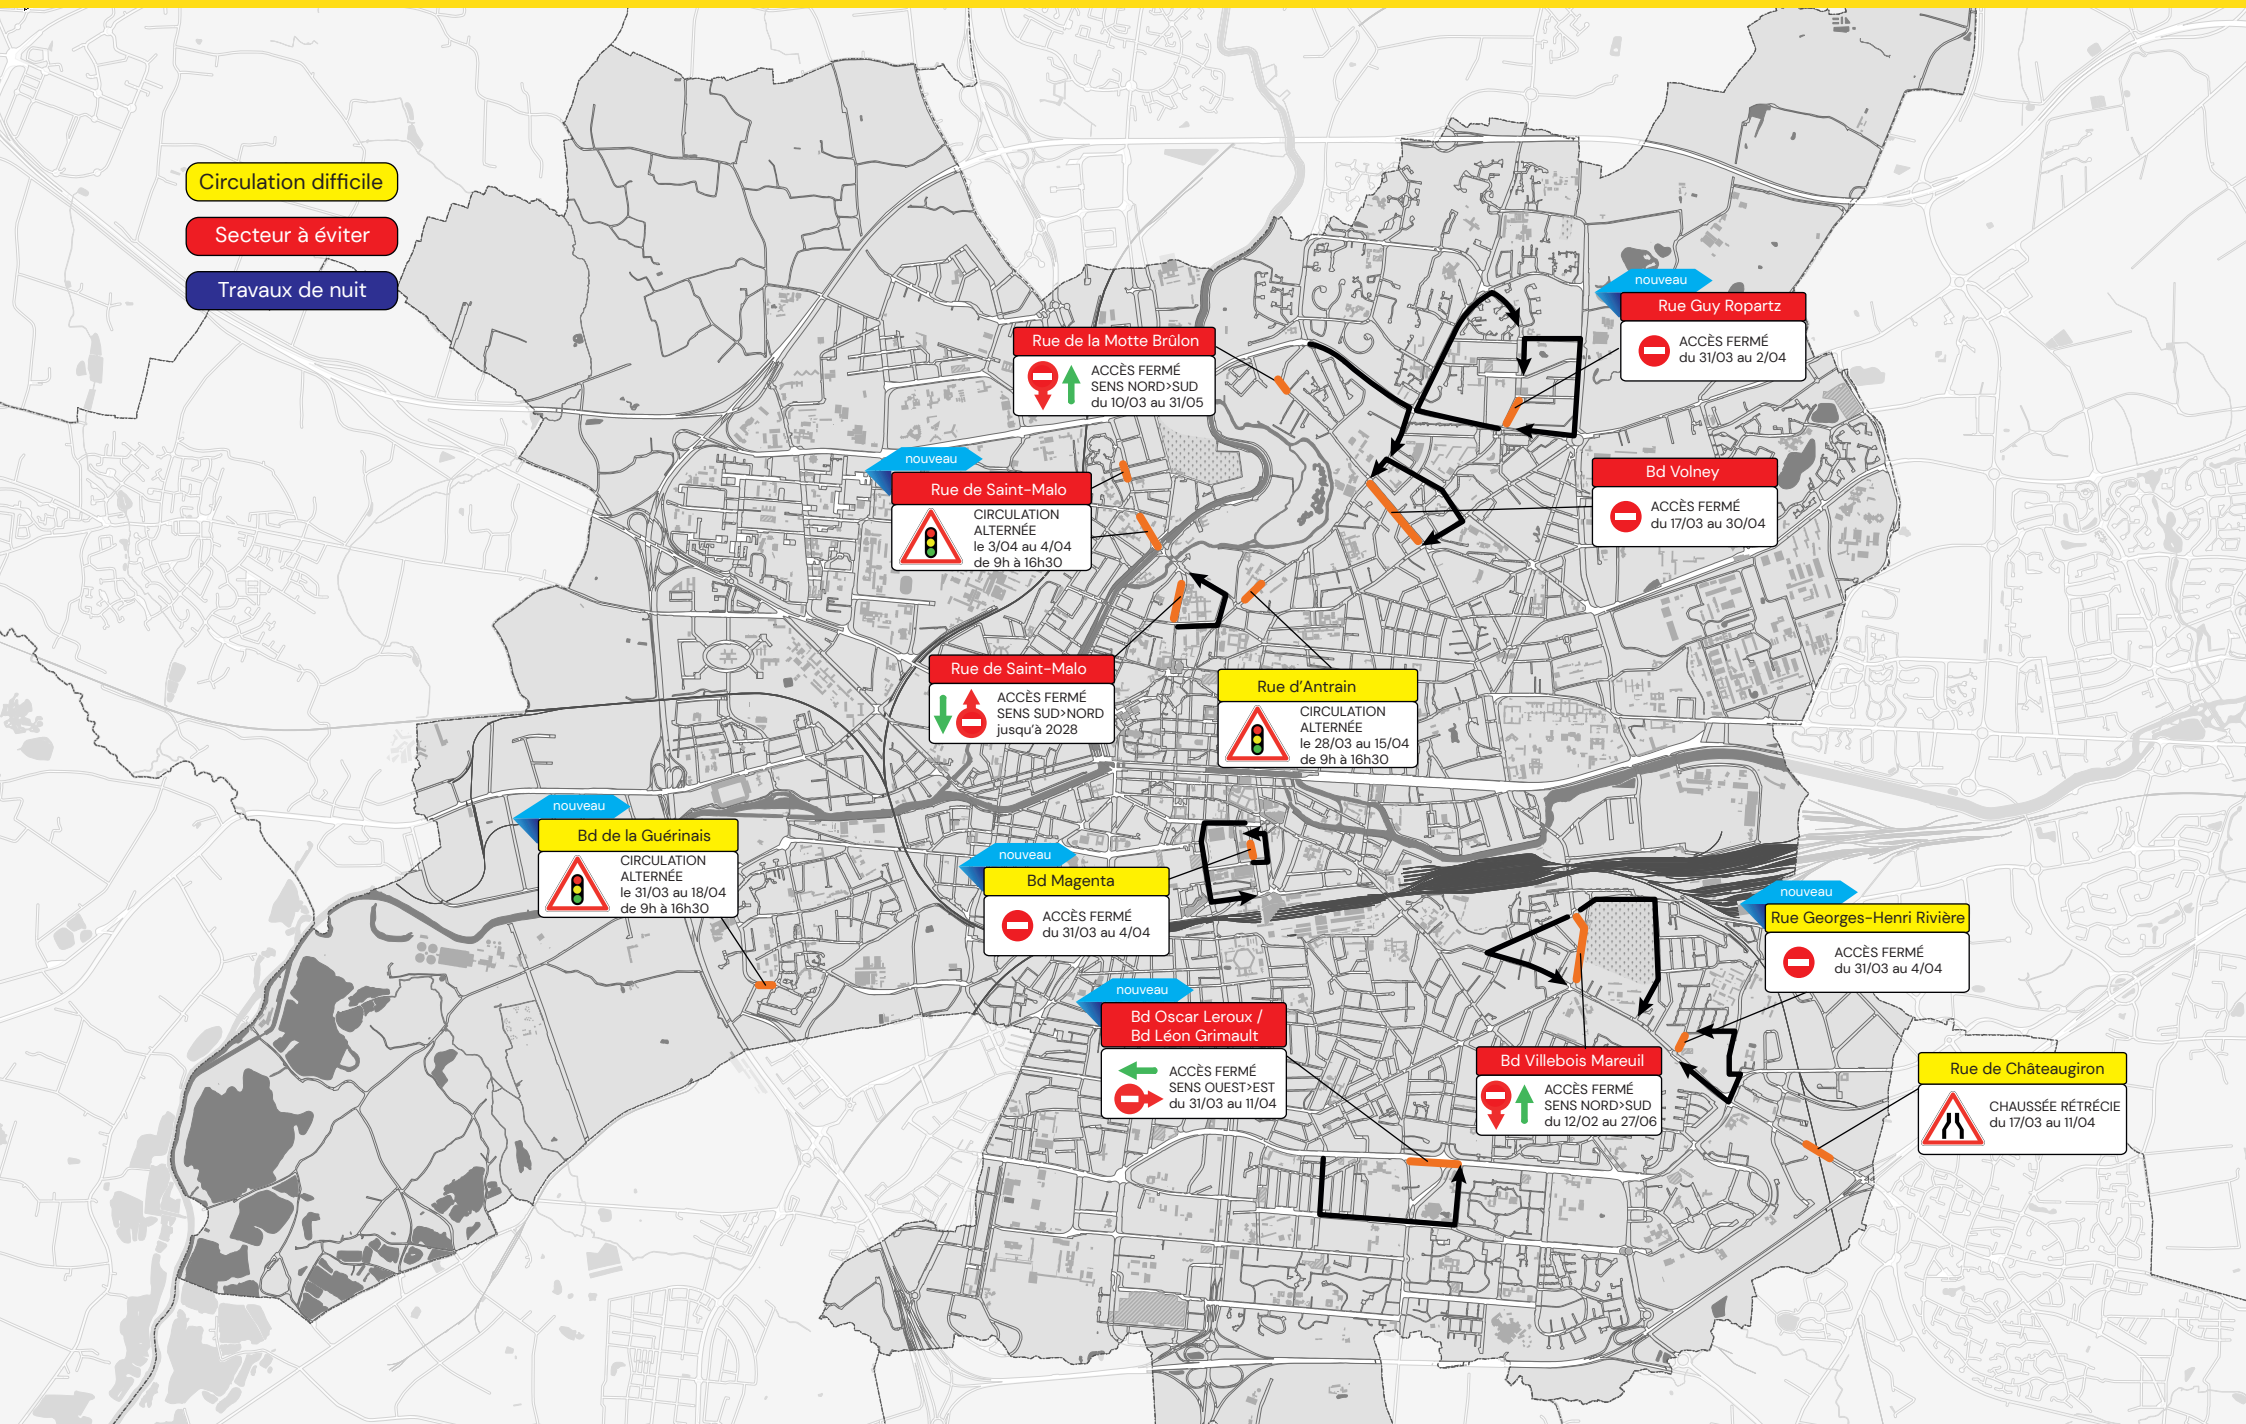 Circulation difficile
Secteur à éviter
Travaux de nuit
nouveau
Rue Guy Ropartz
ACCÈS FERMÉ
du 31/03 au 2/04
Rue de la Motte Brûlon
ACCÈS FERMÉ
SENS NORD>SUD
du 10/03 au 31/05
nouveau
Rue de Saint-Malo
CIRCULATION
ALTERNÉE
le 3/04 au 4/04
de 9h à 16h30
Bd Volney
ACCÈS FERMÉ
du 17/03 au 30/04
Rue de Saint-Malo
ACCÈS FERMÉ
SENS SUD>NORD
jusqu'à 2028
Rue d'Antrain
CIRCULATION
ALTERNÉE
le 28/03 au 15/04
de 9h à 16h30
nouveau
Bd de la Guérinais
CIRCULATION
ALTERNÉE
le 31/03 au 18/04
de 9h à 16h30
nouveau
Bd Magenta
ACCÈS FERMÉ
du 31/03 au 4/04
nouveau
Rue Georges-Henri Rivière
ACCÈS FERMÉ
du 31/03 au 4/04
nouveau
Bd Oscar Leroux /
Bd Léon Grimault
ACCÈS FERMÉ
SENS OUEST>EST
du 31/03 au 11/04
Bd Villebois Mareuil
ACCÈS FERMÉ
SENS NORD>SUD
du 12/02 au 27/06
Rue de Châteaugiron
CHAUSSÉE RÉTRÉCIE
du 17/03 au 11/04